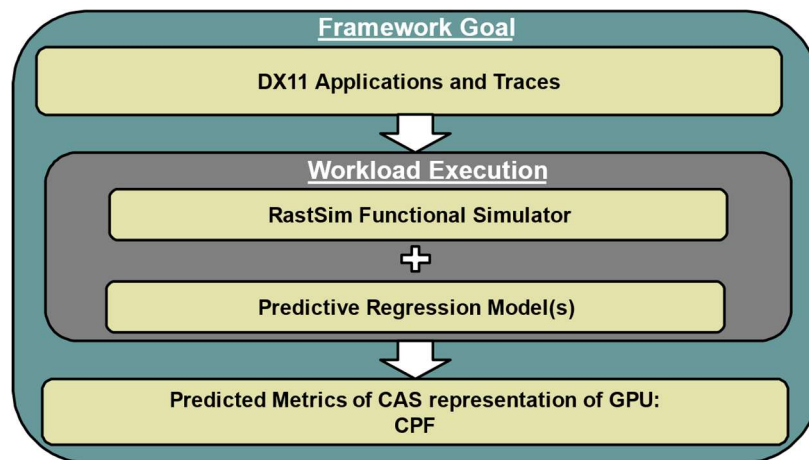 Framework Goal
DX11 Applications and Traces
Workload Execution
RastSim Functional Simulator
+
Predictive Regression Model(s)
Predicted Metrics of CAS representation of GPU:
CPF